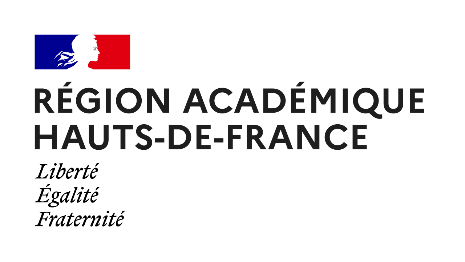 RÉGION ACADÉMIQUE
HAUTS-DE-FRANCE
Liberté
Égalité
Fraternité